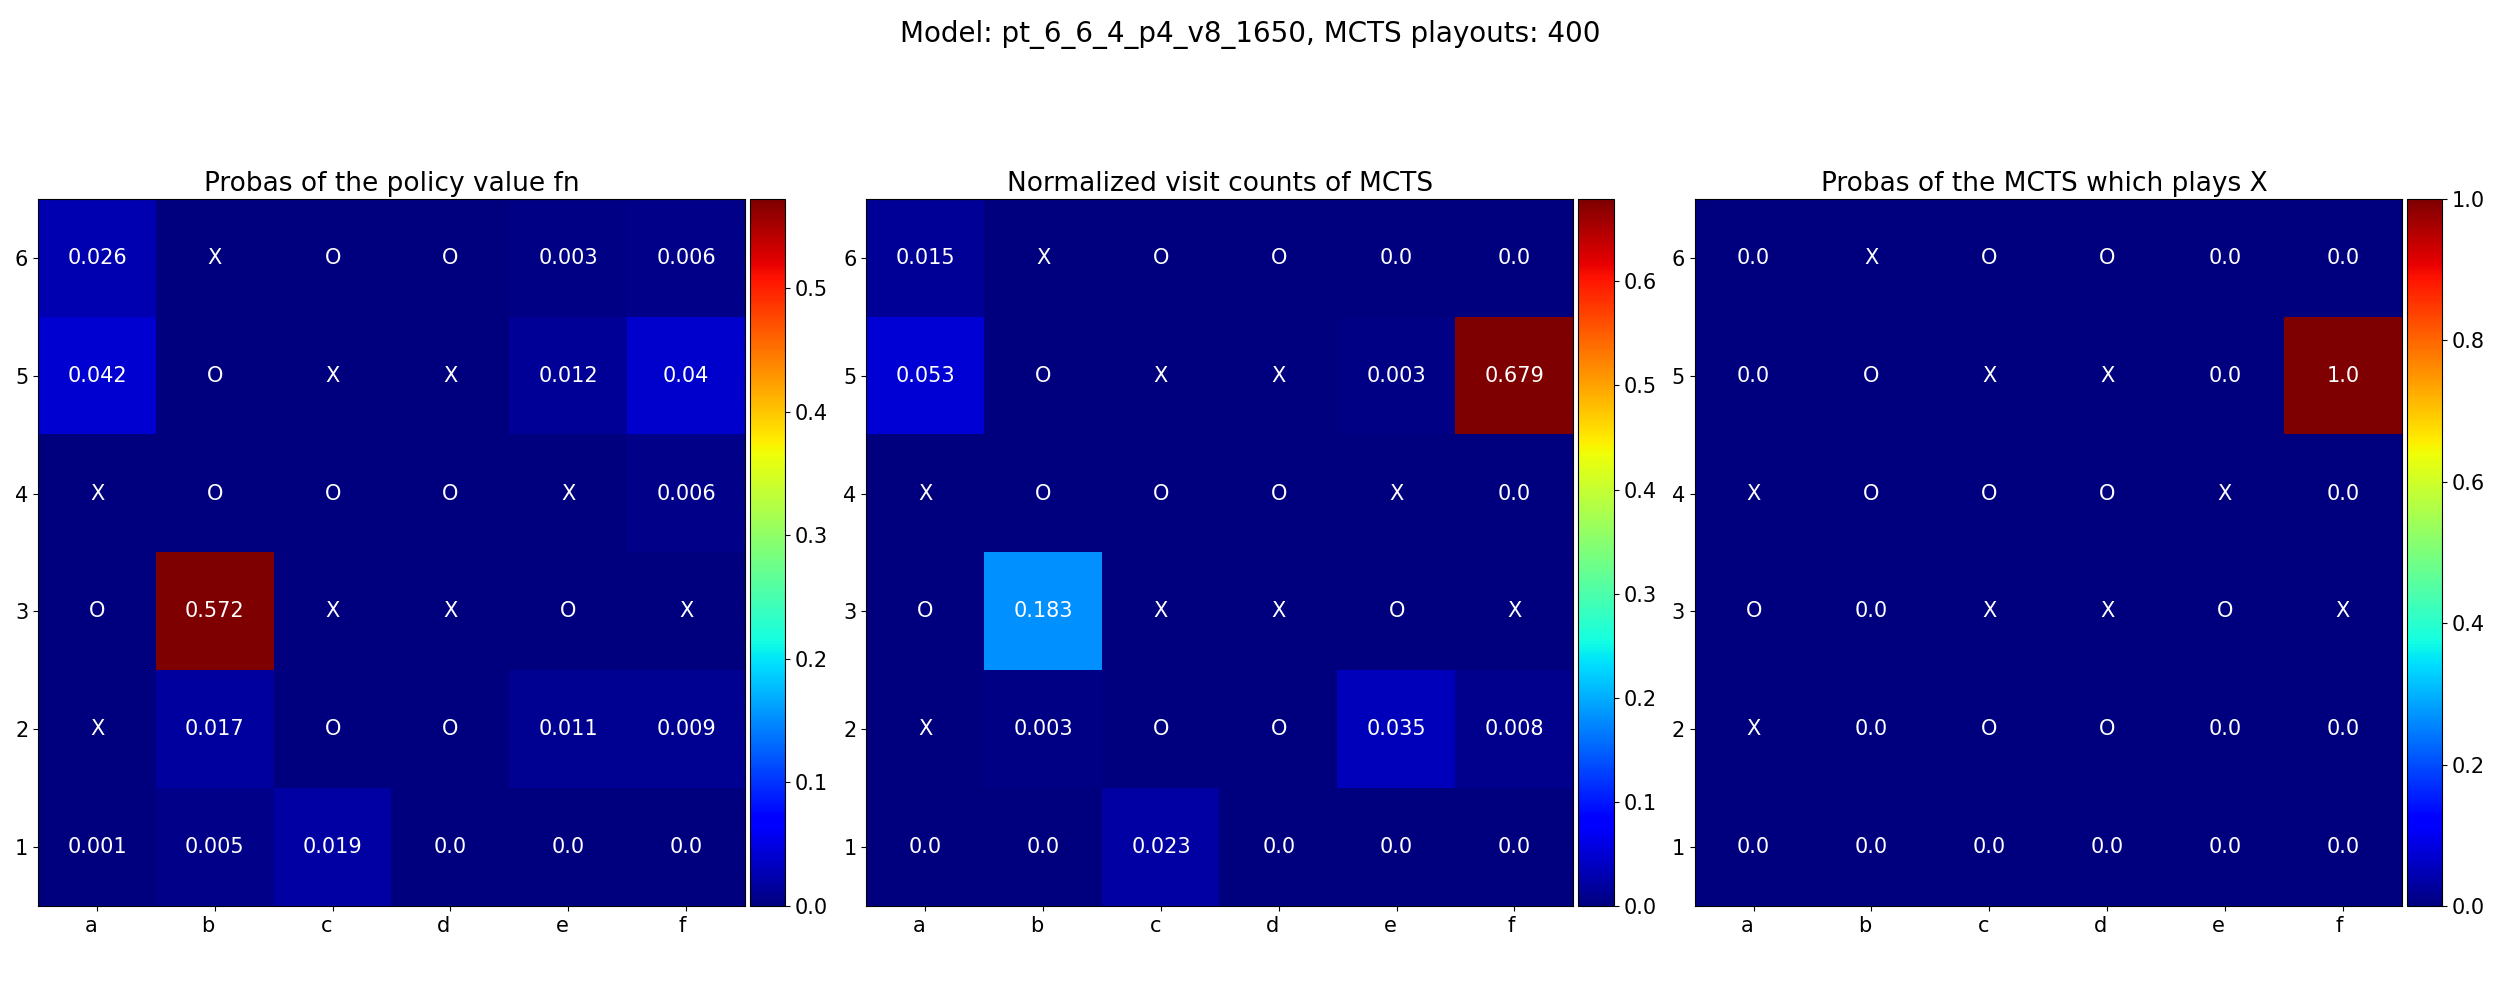 Model: pt_6_6_4_p4_v8_1650, MCTS playouts: 400
Probas of the policy value fn
6 0.026 X O O 0.003 0.006
5 0.042 O X X 0.012 0.04
4 X O O O X 0.006
3 O 0.572 X X O X
2 X 0.017 O O 0.011 0.009
1 0.001 0.005 0.019 0.0 0.0 0.0
a b c d e f
0.5
0.4
0.3
0.2
0.1
0.0
Normalized visit counts of MCTS
6 0.015 X O O 0.0 0.0
5 0.053 O X X 0.003 0.679
4 X O O O X 0.0
3 O 0.183 X X O X
2 X 0.003 O O 0.035 0.008
1 0.0 0.0 0.023 0.0 0.0 0.0
a b c d e f
0.6
0.5
0.4
0.3
0.2
0.1
0.0
Probas of the MCTS which plays X
6 0.0 X O O 0.0 0.0
5 0.0 O X X 0.0 1.0
4 X O O O X 0.0
3 O 0.0 X X O X
2 X 0.0 O O 0.0 0.0
1 0.0 0.0 0.0 0.0 0.0 0.0
a b c d e f
1.0
0.8
0.6
0.4
0.2
0.0